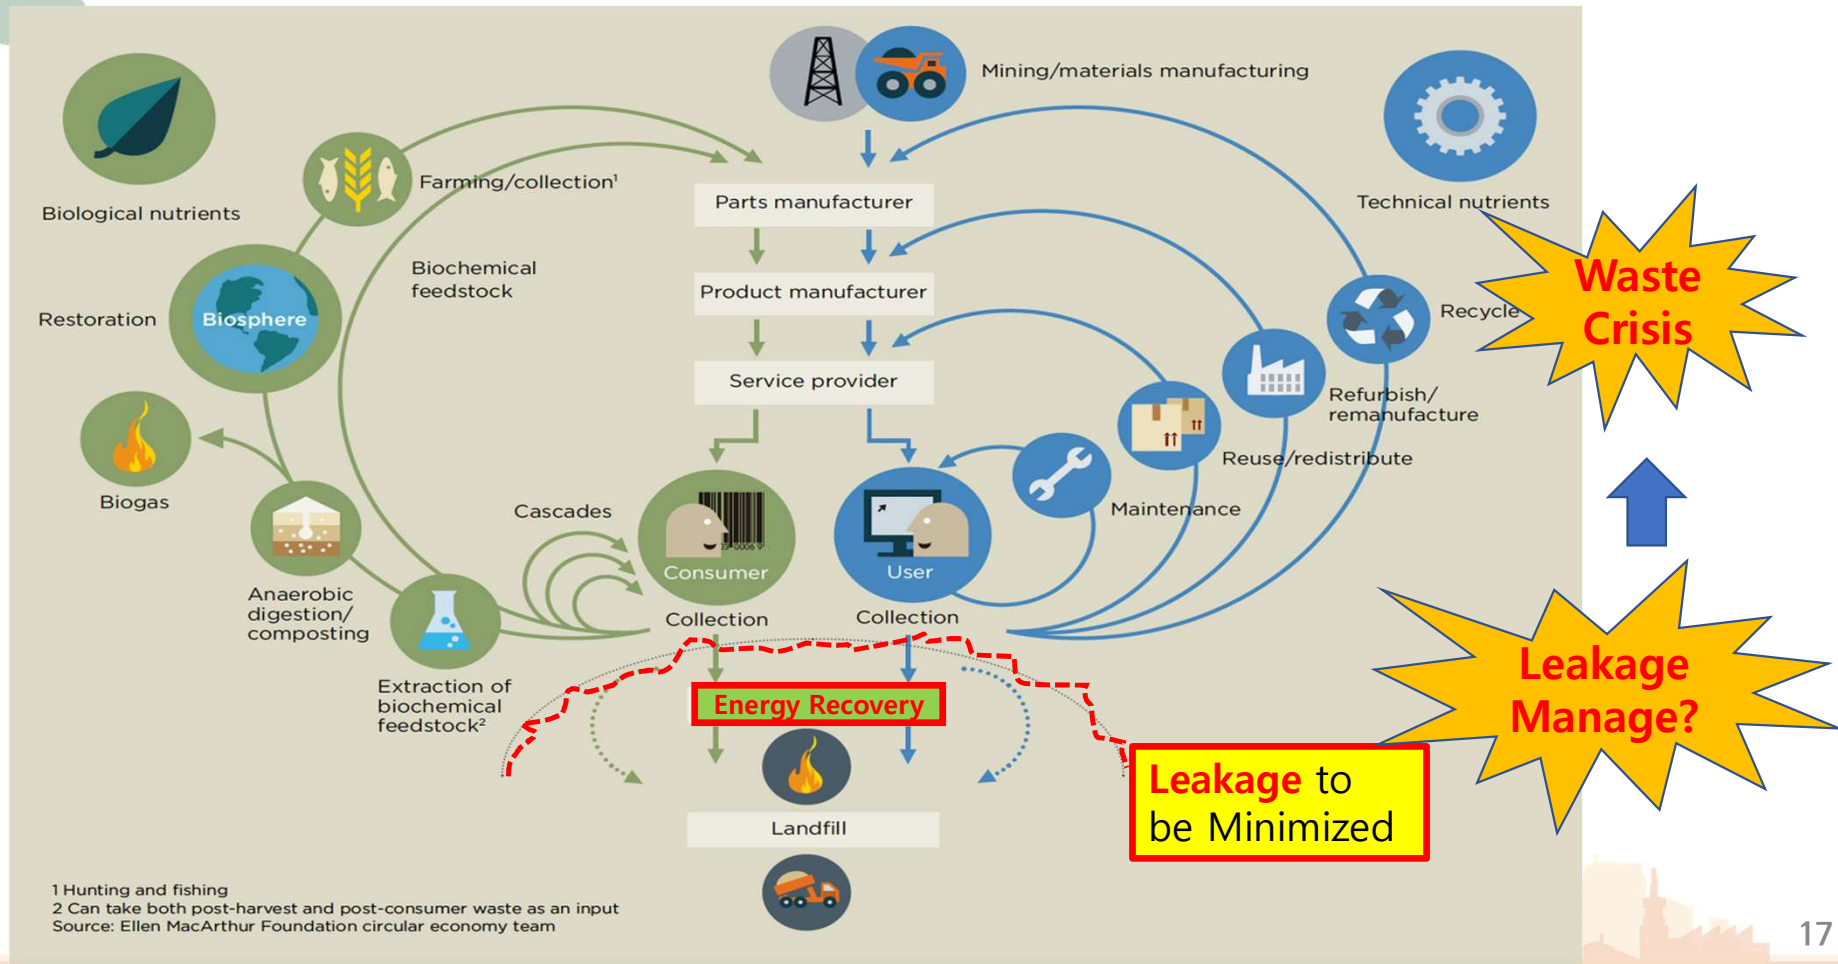 Mining/materials manufacturing
Biological nutrients
Farming/collection¹
Parts manufacturer
Technical nutrients
Biochemical
feedstock
Product manufacturer
Restoration
Biosphere
Recycle
Waste
Crisis
Service provider
Refurbish/
remanufacture
Reuse/redistribute
Biogas
Cascades
Maintenance
Consumer
User
Anaerobic
digestion/
composting
Collection
Collection
Extraction of
biochemical
feedstock²
Energy Recovery
Leakage
Manage?
Leakage to
be Minimized
Landfill
1 Hunting and fishing
2 Can take both post-harvest and post-consumer waste as an input
Source: Ellen MacArthur Foundation circular economy team
17